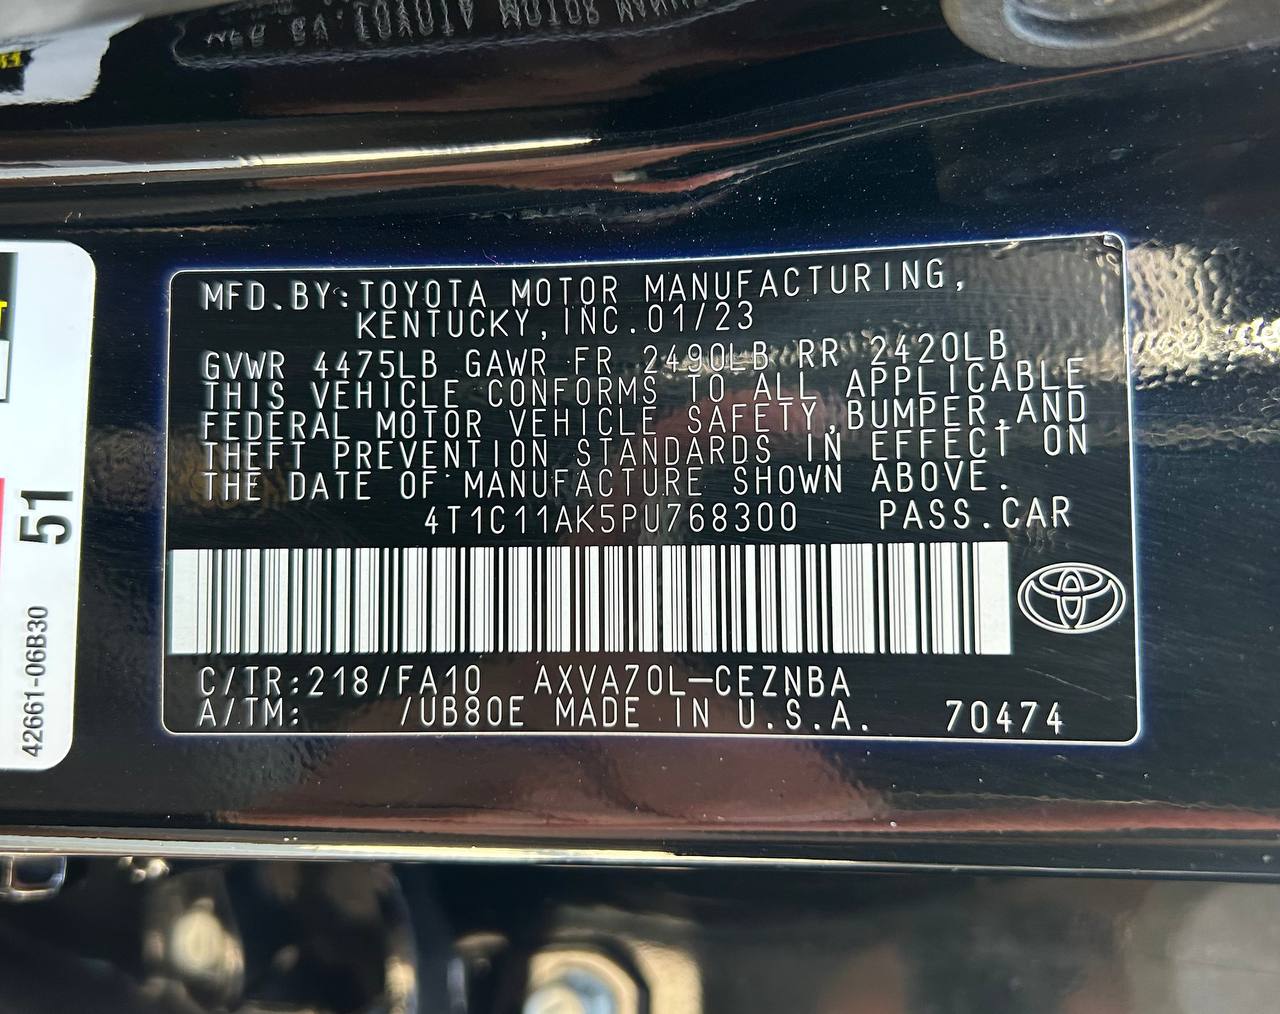 MFD.BY:TOYOTA MOTOR MANUFACTURING,
KENTUCKY,INC.01/23
GVWR 4475LB GAWR FR 2490LB RR 2420LB
THIS VEHICLE CONFORMS TO ALL APPLICABLE
FEDERAL MOTOR VEHICLE SAFETY,BUMPER,AND
THEFT PREVENTION STANDARDS IN EFFECT ON
THE DATE OF MANUFACTURE SHOWN ABOVE.
4T1C11AK5PU768300 PASS.CAR
C/TR:218/FA10 AXVA70L-CEZNBA
A/TM: /UB80E MADE IN U.S.A. 70474
51
42661-06B30